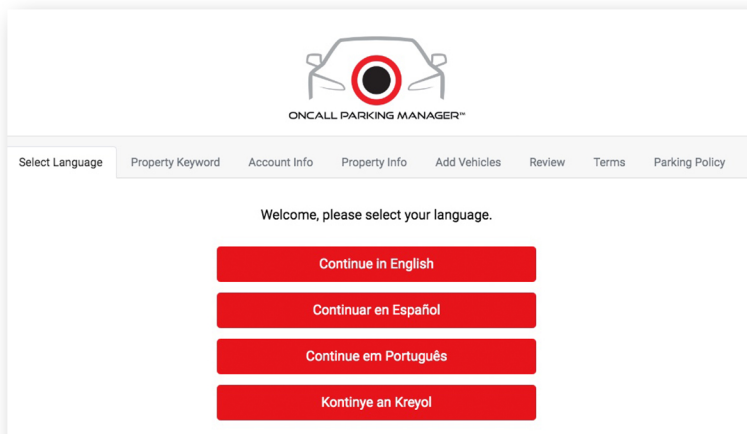 ONCALL PARKING MANAGER™
Select Language Property Keyword Account Info Property Info Add Vehicles Review Terms Parking Policy
Welcome, please select your language.
Continue in English
Continuar en Español
Continue em Português
Kontinye an Kreyol